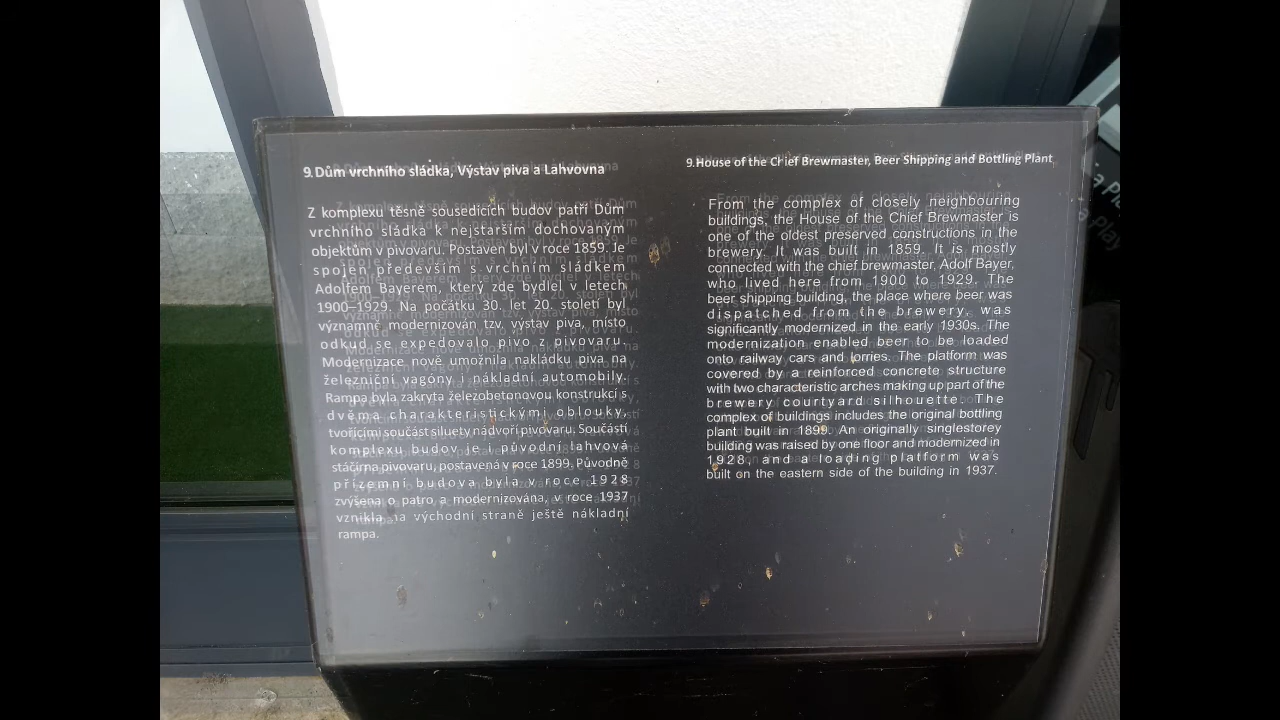 9. Dům vrchního sládka, Výstav piva a Lahvovna
Z komplexu těsně sousedících budov patří Dům
vrchního sládka k nejstarším dochovaným
objektům v pivovaru. Postaven byl v roce 1859. Je
spojen především s vrchním sládkem
Adolfem Bayerem, který zde bydlel v letech
1900–1929. Na počátku 30. let 20. století byl
významně modernizován tzv. výstav piva, místo
odkud se expedovalo pivo z pivovaru.
Modernizace nově umožnila nakládku piva na
železniční vagóny i nákladní automobily.
Rampa byla zakryta železobetonovou konstrukcí s
dvěma charakteristickými oblouky,
tvořícími součást siluety nádvoří pivovaru. Součástí
komplexu budov je i původní lahvová
stáčírna pivovaru, postavená v roce 1899. Původně
přízemní budova byla v roce 1928
zvýšena o patro a modernizována, v roce 1937
vznikla na východní straně ještě nákladní
rampa.
9.House of the Chief Brewmaster, Beer Shipping and Bottling Plant
From the complex of closely neighbouring
buildings, the House of the Chief Brewmaster is
one of the oldest preserved constructions in the
brewery. It was built in 1859. It is mostly
connected with the chief brewmaster, Adolf Bayer,
who lived here from 1900 to 1929. The
beer shipping building, the place where beer was
dispatched from the brewery, was
significantly modernized in the early 1930s. The
modernization enabled beer to be loaded
onto railway cars and lorries. The platform was
covered by a reinforced concrete structure
with two characteristic arches making up part of the
brewery courtyard silhouette. The
complex of buildings includes the original bottling
plant built in 1899. An originally singlestorey
building was raised by one floor and modernized in
1928, and a loading platform was
built on the eastern side of the building in 1937.